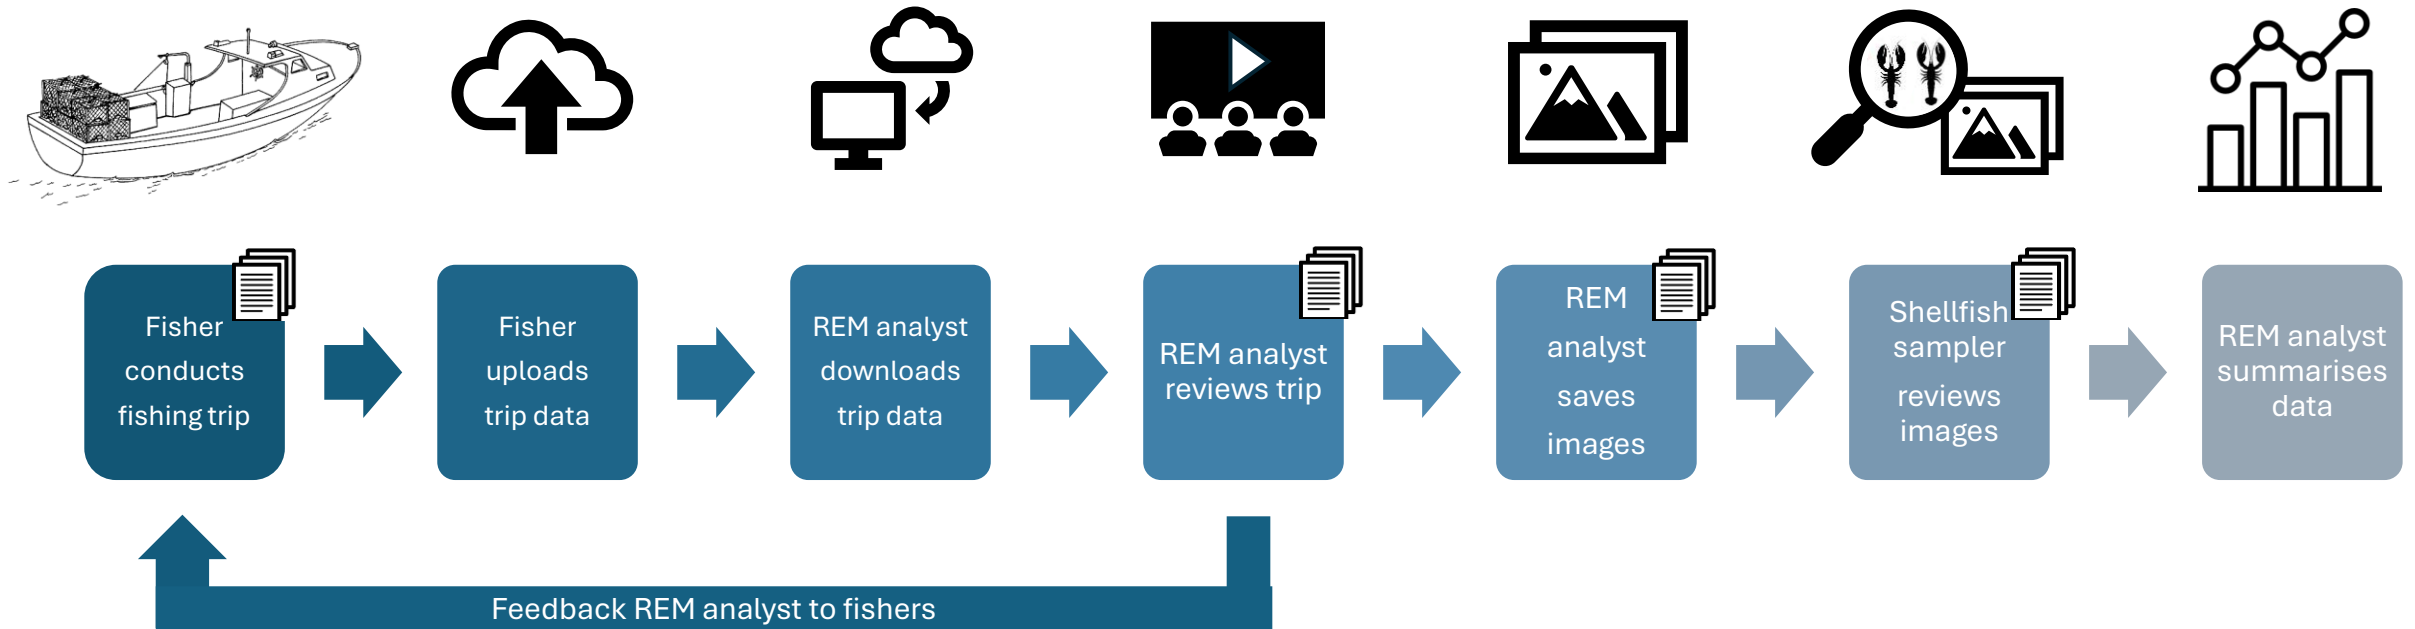 Fisher
conducts
fishing trip
Fisher
uploads
trip data
REM analyst
downloads
trip data
REM analyst
reviews trip
REM
analyst
saves
images
Shellfish
sampler
reviews
images
REM analyst
summarises
data
Feedback REM analyst to fishers